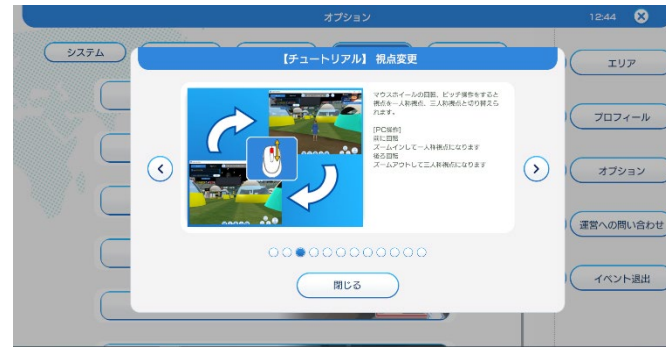 オプション
12:44
システム
【チュートリアル】 視点変更
マウスホイールの回転、ピッチ操作をすると
視点を一人称視点、三人称視点と切り替えら
れます。
[PC操作]
前に回転
ズームインして一人称視点になります
後ろ回転
ズームアウトして三人称視点になります
閉じる
エリア
プロフィール
オプション
運営への問い合わせ
イベント退出